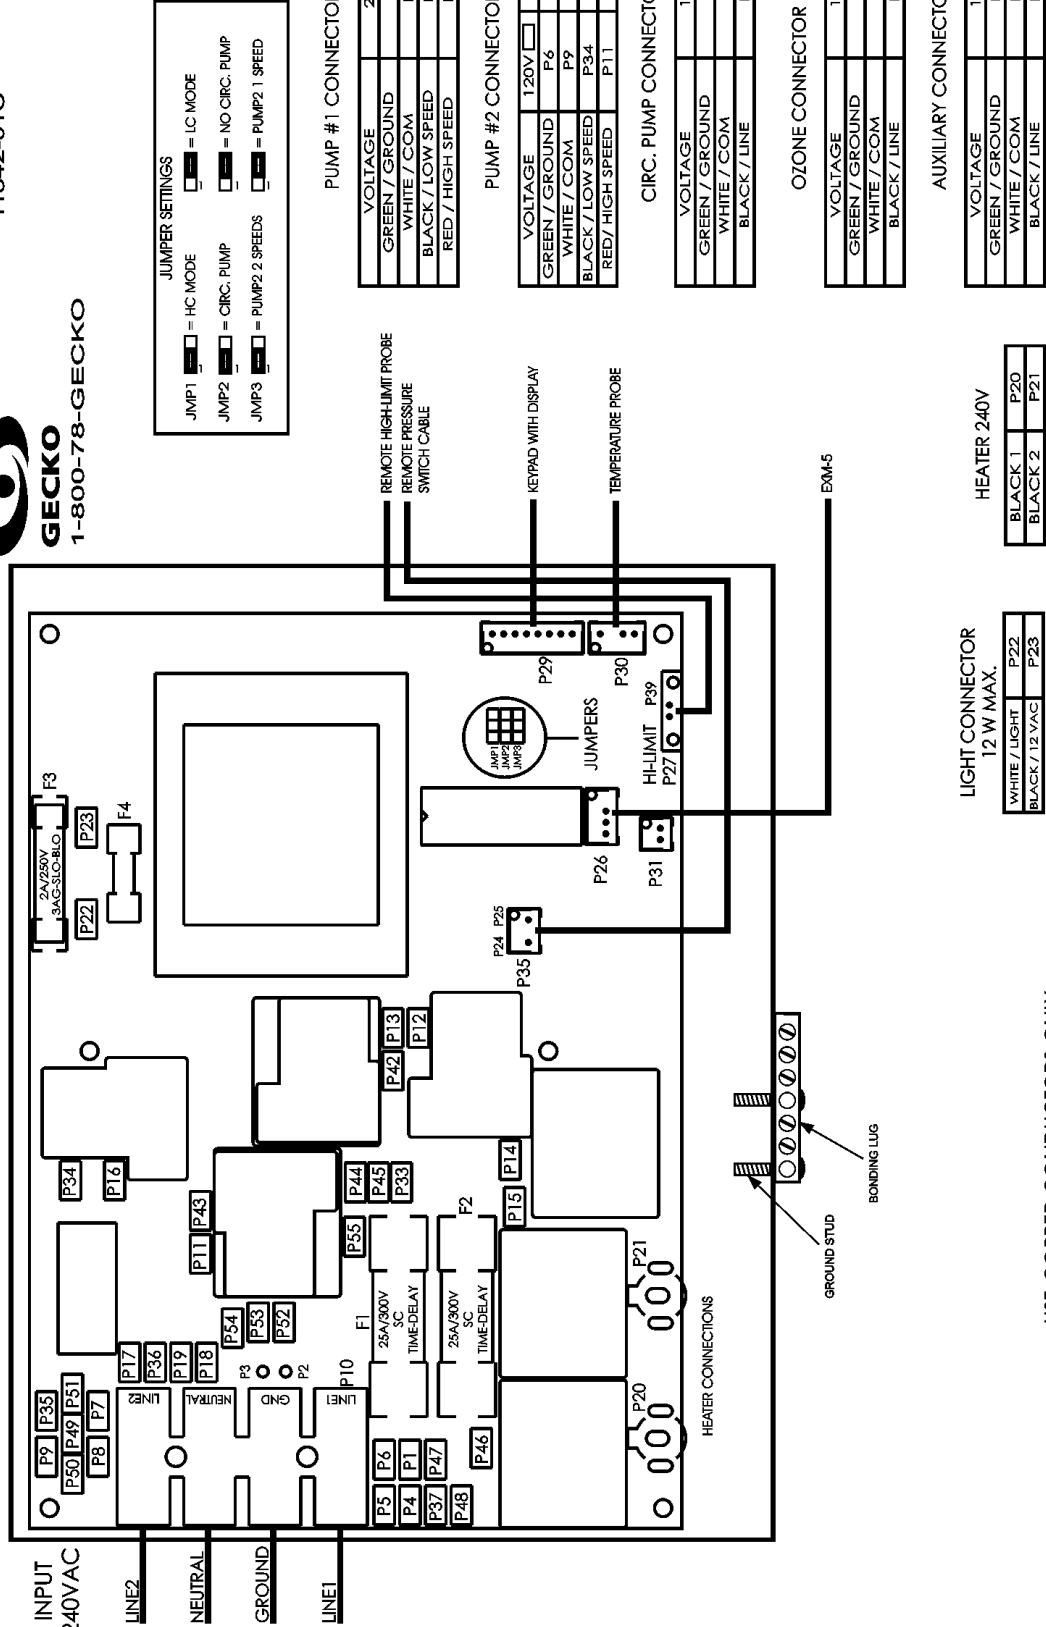 GECKO
1-800-78-GECKO
JUMPER SETTINGS
JMP1 = HC MODE = LC MODE
JMP2 = CIRC. PUMP = NO CIRC. PUMP
JMP3 = PUMP2 2 SPEEDS = PUMP2 1 SPEED
PUMP #1 CONNECTOR
VOLTAGE
GREEN / GROUND
WHITE / COM
BLACK / LOW SPEED
RED / HIGH SPEED
PUMP #2 CONNECTOR
VOLTAGE 120V
GREEN / GROUND P6
WHITE / COM P9
BLACK / LOW SPEED P34
RED/ HIGH SPEED P11
CIRC. PUMP CONNECTO
VOLTAGE
GREEN / GROUND
WHITE / COM
BLACK / LINE
OZONE CONNECTOR
VOLTAGE
GREEN / GROUND
WHITE / COM
BLACK / LINE
AUXILIARY CONNECTO
VOLTAGE
GREEN / GROUND
WHITE / COM
BLACK / LINE
REMOTE HIGH-LIMIT PROBE
REMOTE PRESSURE
SWITCH CABLE
KEYPAD WITH DISPLAY
TEMPERATURE PROBE
EXM-5
HEATER 240V
BLACK 1 P20
BLACK 2 P21
LIGHT CONNECTOR
12 W MAX.
WHITE / LIGHT P22
BLACK / 12 VAC P23
F3
2A/250V
3AG-SLO-BLO
P22
P23
F4
P29
P30
JMP1
JMP2
JMP3
JUMPERS
HI-LIMIT
P27
P39
P26
P31
P24
P25
P35
P34
P16
P13
P42
P12
P43
P11
P44
P45
P33
P55
P14
P15
F1
25A/300V
SC
TIME-DELAY
F2
25A/300V
SC
TIME-DELAY
P54
P53
P52
P3
P2
P17
P36
P19
P18
P35
P9
P51
P49
P50
P7
P8
LINE2
NEUTRAL
GND
LINE1
P10
P6
P5
P1
P4
P47
P37
P48
P46
P21
P20
HEATER CONNECTIONS
GROUND STUD
BONDING LUG
INPUT
240VAC
LINE2
NEUTRAL
GROUND
LINE1